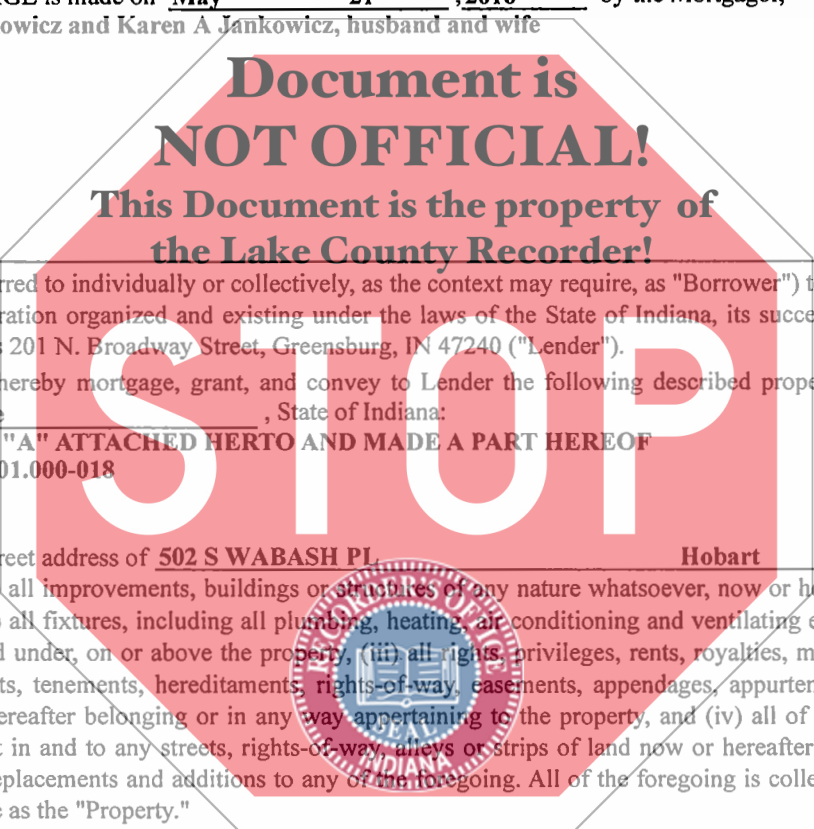 GE is made on May 21 , 2010 by the Mortgagor,
owicz and Karen A Jankowicz, husband and wife
Document is
NOT OFFICIAL!
This Document is the property of
the Lake County Recorder!
rred to individually or collectively, as the context may require, as "Borrower") t
ration organized and existing under the laws of the State of Indiana, its succe
201 N. Broadway Street, Greensburg, IN 47240 ("Lender").
hereby mortgage, grant, and convey to Lender the following described prope
, State of Indiana:
"A" ATTACHED HERTO AND MADE A PART HEREOF
01.000-018
STOP
reet address of 502 S WABASH PL Hobart
all improvements, buildings or structures of any nature whatsoever, now or he
all fixtures, including all plumbing, heating, air conditioning and ventilating e
d under, on or above the property, (iii) all rights, privileges, rents, royalties, m
ts, tenements, hereditaments, rights-of-way, easements, appendages, appurten
ereafter belonging or in any way appertaining to the property, and (iv) all of
t in and to any streets, rights-of-way, alleys or strips of land now or hereafter
eplacements and additions to any of the foregoing. All of the foregoing is colle
e as the "Property."
RECORDER'S OFFICE
SEAL
INDIANA